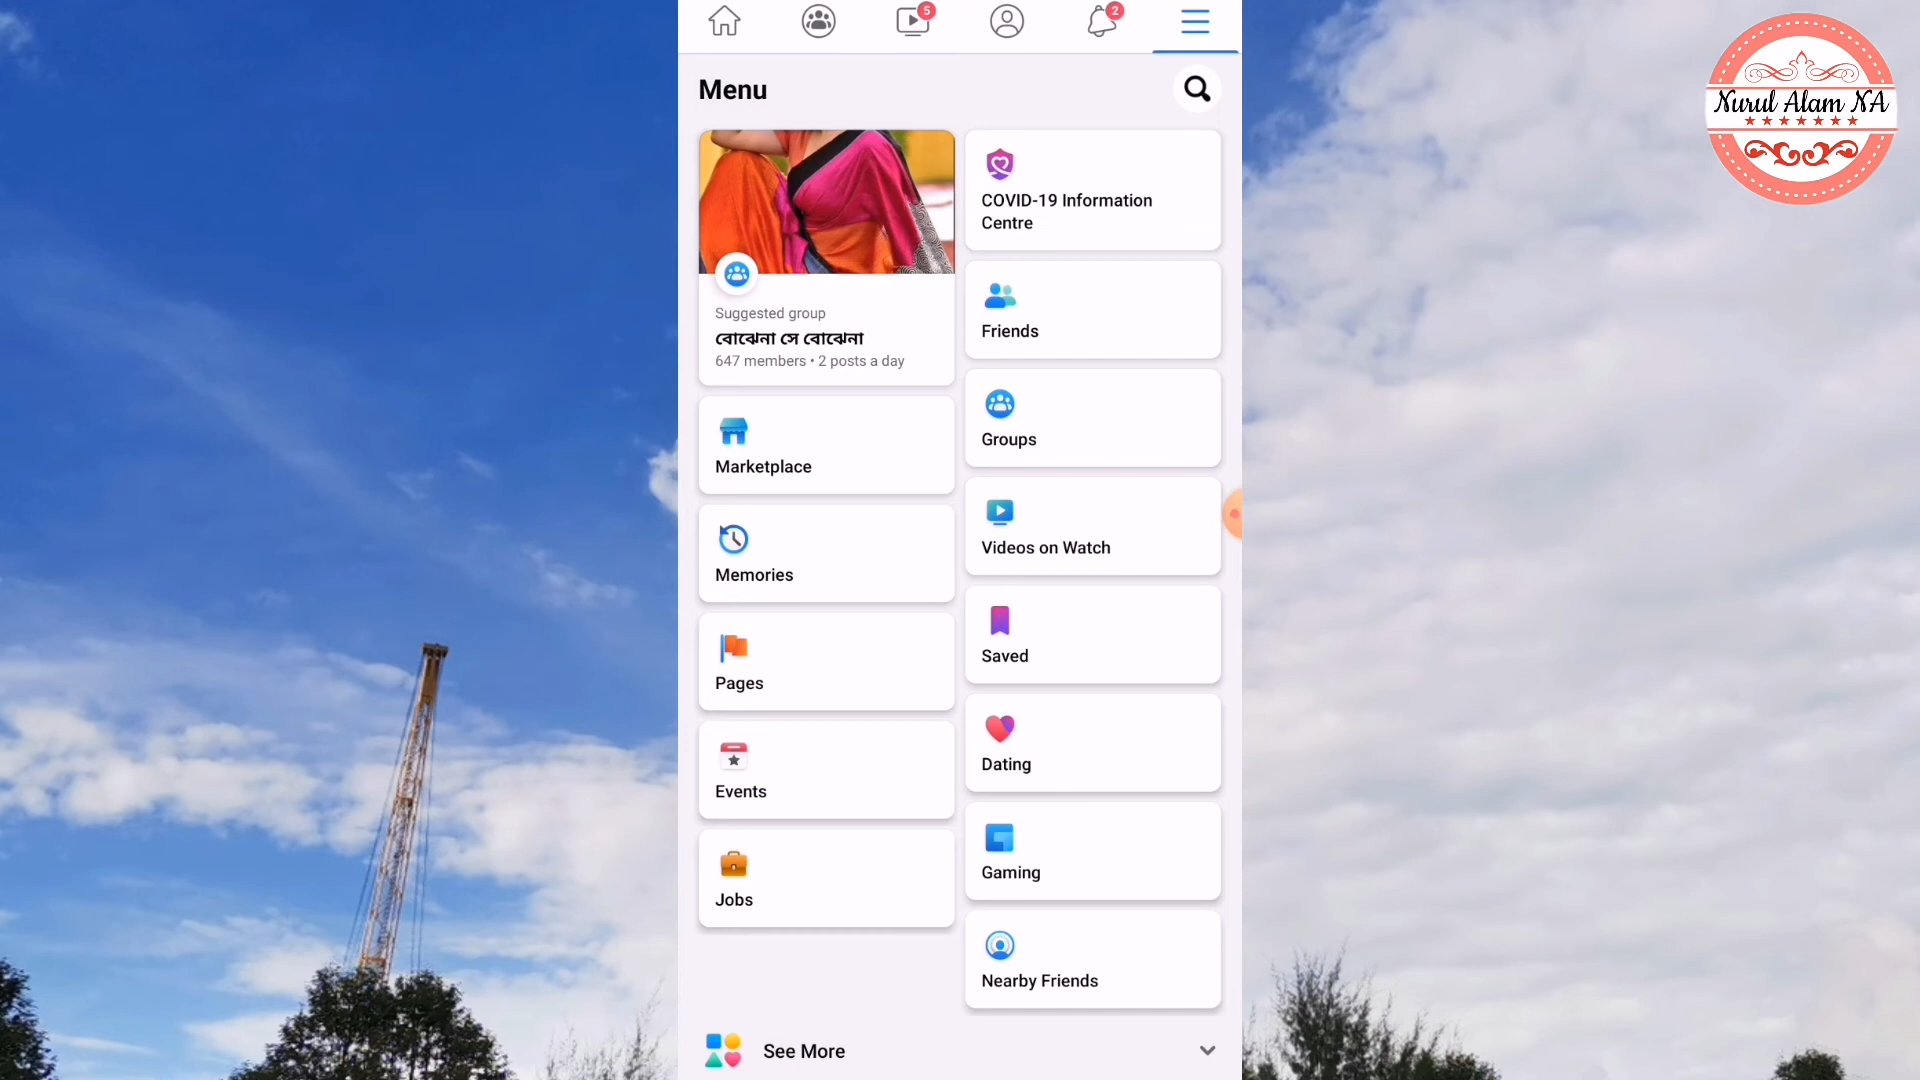 5
2
Menu
Nurul Alam NA
COVID-19 Information
Centre
Suggested group
বোঝেনা সে বোঝেনা
647 members • 2 posts a day
Friends
Groups
Marketplace
Videos on Watch
Memories
Saved
Pages
Dating
Events
Gaming
Jobs
Nearby Friends
See More